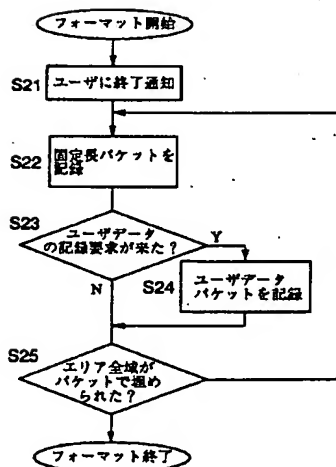 フォーマット開始
S21
ユーザに終了通知
S22
固定長パケットを
記録
S23
ユーザデータ
の記録要求が来た？
Y
N
S24
ユーザデータ
パケットを記録
S25
エリア全域が
パケットで埋め
られた？
フォーマット終了